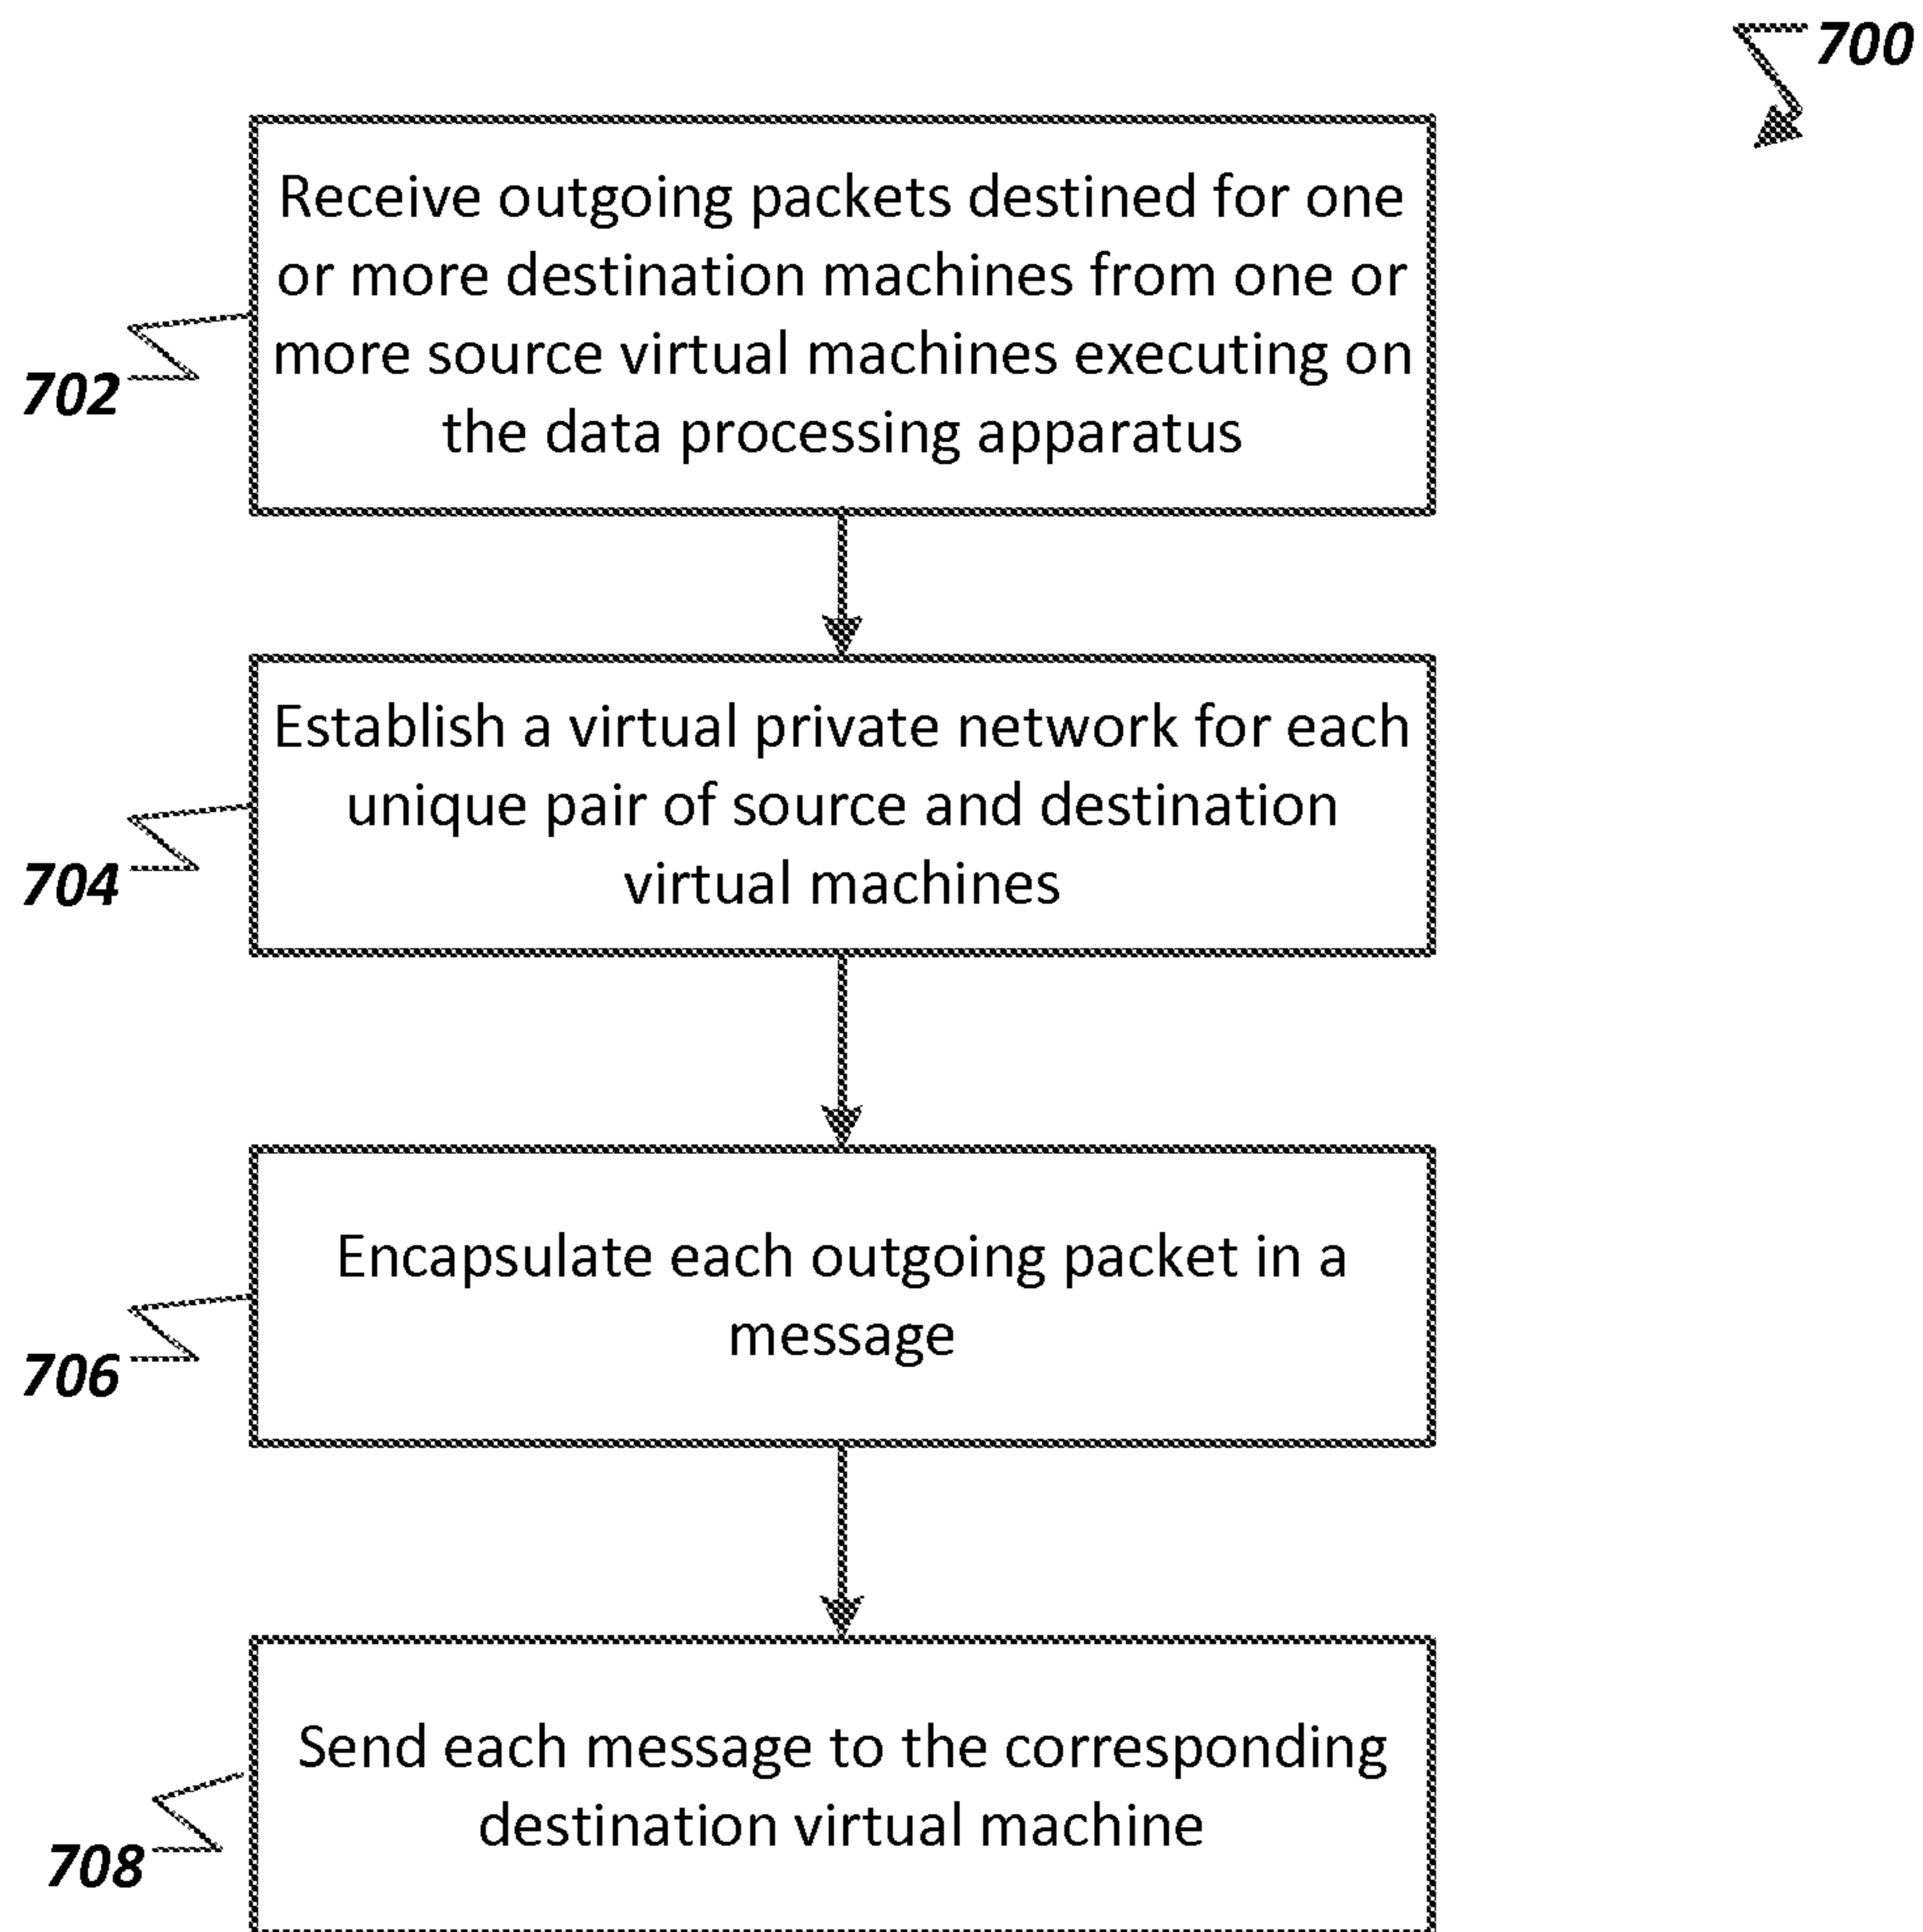 700
Receive outgoing packets destined for one
or more destination machines from one or
more source virtual machines executing on
the data processing apparatus
702
Establish a virtual private network for each
unique pair of source and destination
virtual machines
704
Encapsulate each outgoing packet in a
message
706
Send each message to the corresponding
destination virtual machine
708